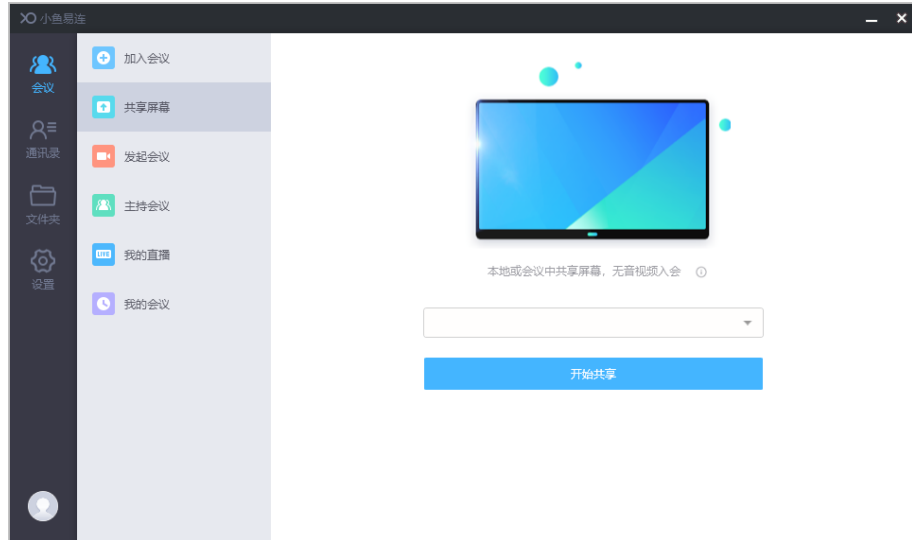 小鱼易连
会议
通讯录
文件夹
设置
加入会议
共享屏幕
发起会议
主持会议
LIVE
我的直播
我的会议
本地或会议中共享屏幕，无音视频入会
开始共享